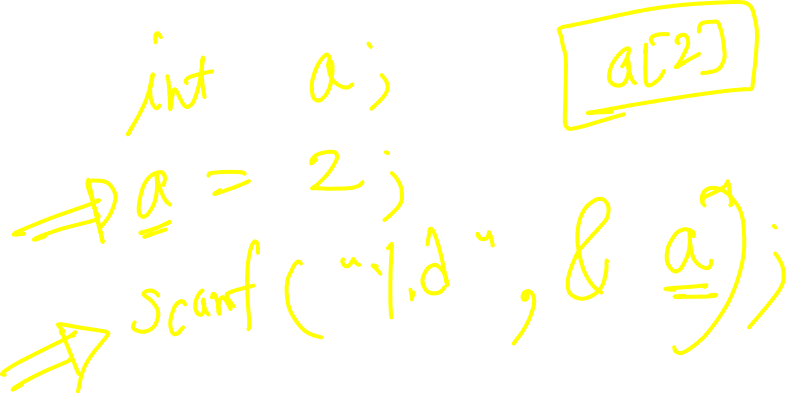 int a;
a[2]
a = 2;
scanf("%d", &a);